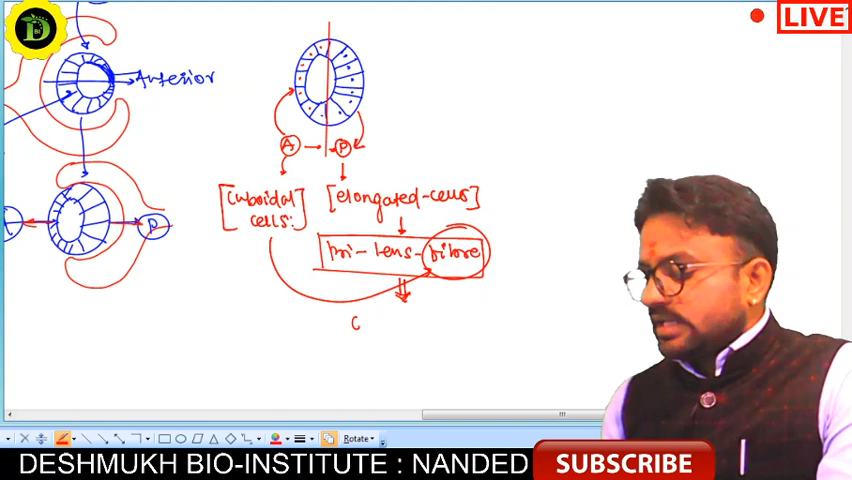 LIVE
Anterior
A
P
[Cuboidal
cells:]
[elongated-cells]
P
pri-lens-fibre
C
Rotate
DESHMUKH BIO-INSTITUTE : NANDED
SUBSCRIBE